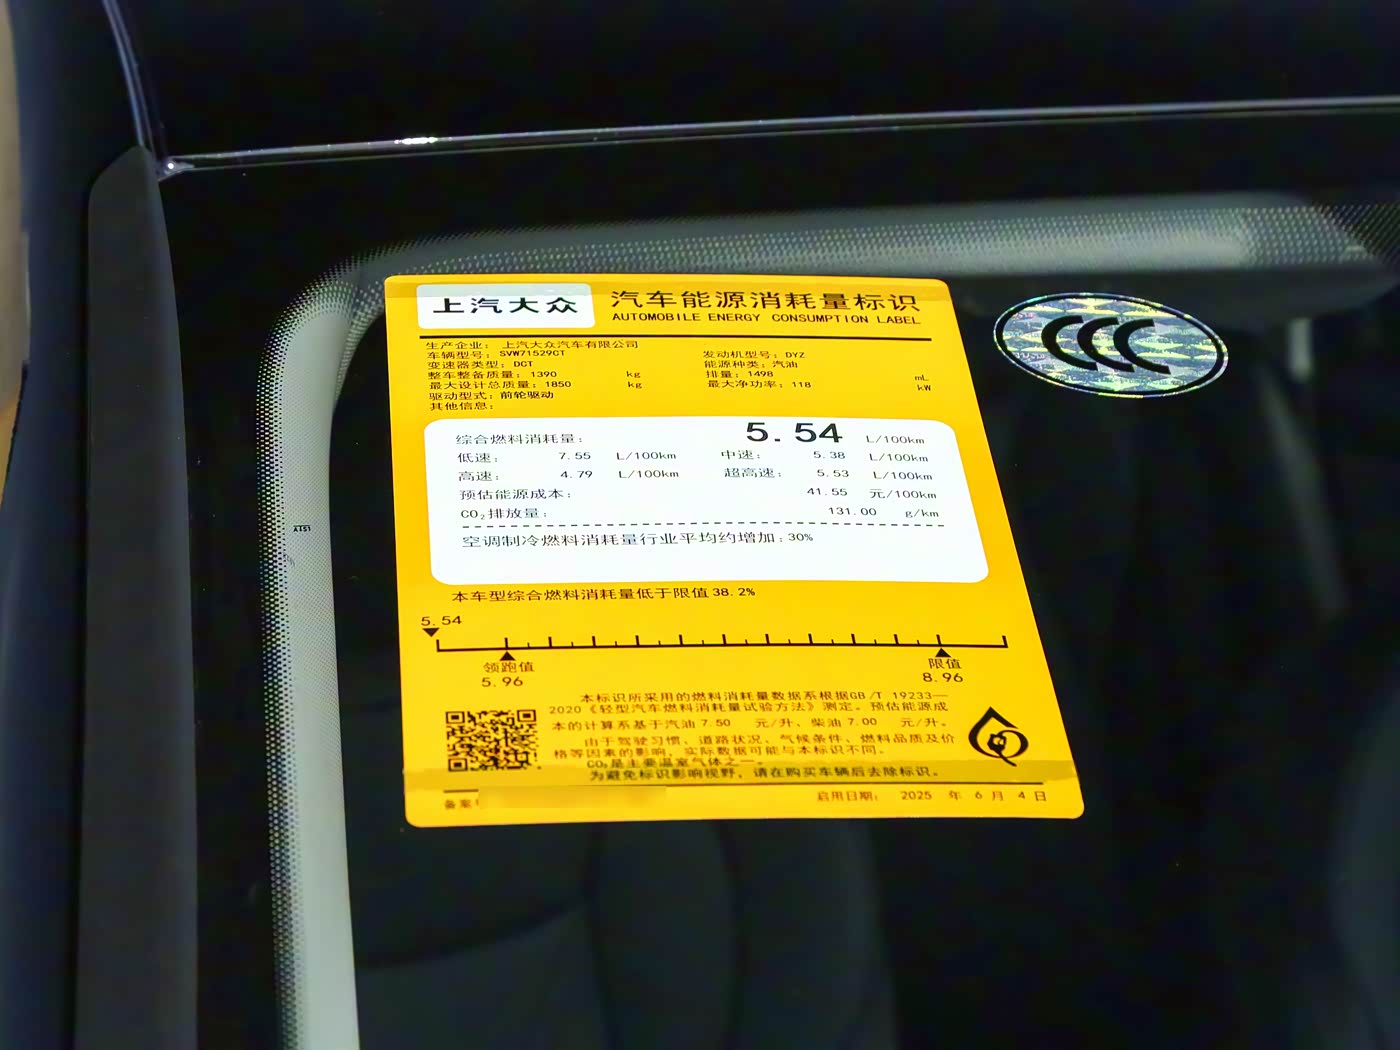 上汽大众
汽车能源消耗量标识
AUTOMOBILE ENERGY CONSUMPTION LABEL
生产企业: 上汽大众汽车有限公司
车辆型号: SVW71529CT 发动机型号: DYZ
变速器类型: DCT 能源种类: 汽油
整车整备质量: 1390 kg 排量: 1498 mL
最大设计总质量: 1850 kg 最大净功率: 118 kW
驱动型式: 前轮驱动
其他信息:
综合燃料消耗量: 5.54 L/100km
低速: 7.55 L/100km 中速: 5.38 L/100km
高速: 4.79 L/100km 超高速: 5.53 L/100km
预估能源成本: 41.55 元/100km
CO₂排放量: 131.00 g/km
空调制冷燃料消耗量行业平均约增加: 30%
本车型综合燃料消耗量低于限值 38.2%
5.54
领跑值 限值
5.96 8.96
本标识所采用的燃料消耗量数据系根据GB/T 19233—
2020《轻型汽车燃料消耗量试验方法》测定。预估能源成
本的计算系基于汽油 7.50 元/升、柴油 7.00 元/升。
由于驾驶习惯、道路状况、气候条件、燃料品质及价
格等因素的影响，实际数据可能与本标识不同。
CO₂是主要温室气体之一。
为避免标识影响视野，请在购买车辆后去除标识。
备案 启用日期: 2025 年 6 月 4 日
CCC